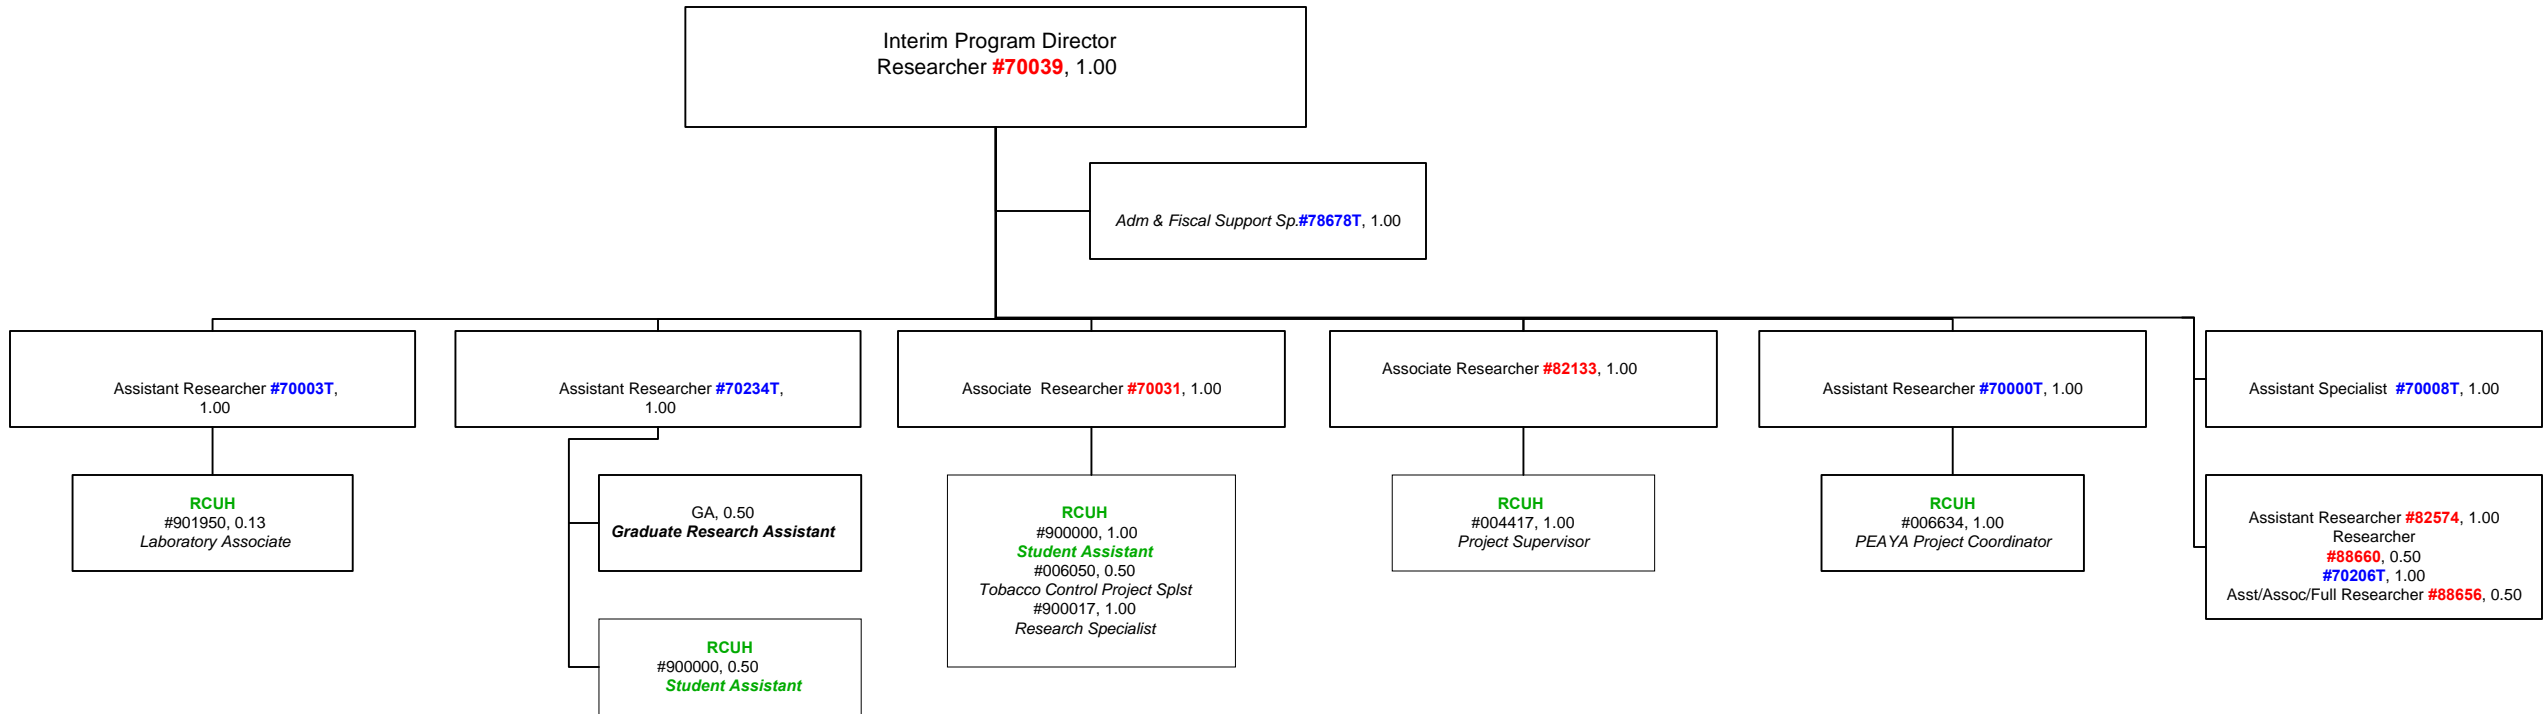 Interim Program Director
Researcher #70039, 1.00
Adm & Fiscal Support Sp.#78678T, 1.00
Assistant Researcher #70003T,
1.00
Assistant Researcher #70234T,
1.00
Associate  Researcher #70031, 1.00
Associate Researcher #82133, 1.00
Assistant Researcher #70000T, 1.00
Assistant Specialist  #70008T, 1.00
RCUH
#901950, 0.13
Laboratory Associate
GA, 0.50
Graduate Research Assistant
RCUH
#900000, 0.50
Student Assistant
RCUH
#900000, 1.00
Student Assistant
#006050, 0.50
Tobacco Control Project Splst
#900017, 1.00
Research Specialist
RCUH
#004417, 1.00
Project Supervisor
RCUH
#006634, 1.00
PEAYA Project Coordinator
Assistant Researcher #82574, 1.00
Researcher
#88660, 0.50
#70206T, 1.00
Asst/Assoc/Full Researcher #88656, 0.50